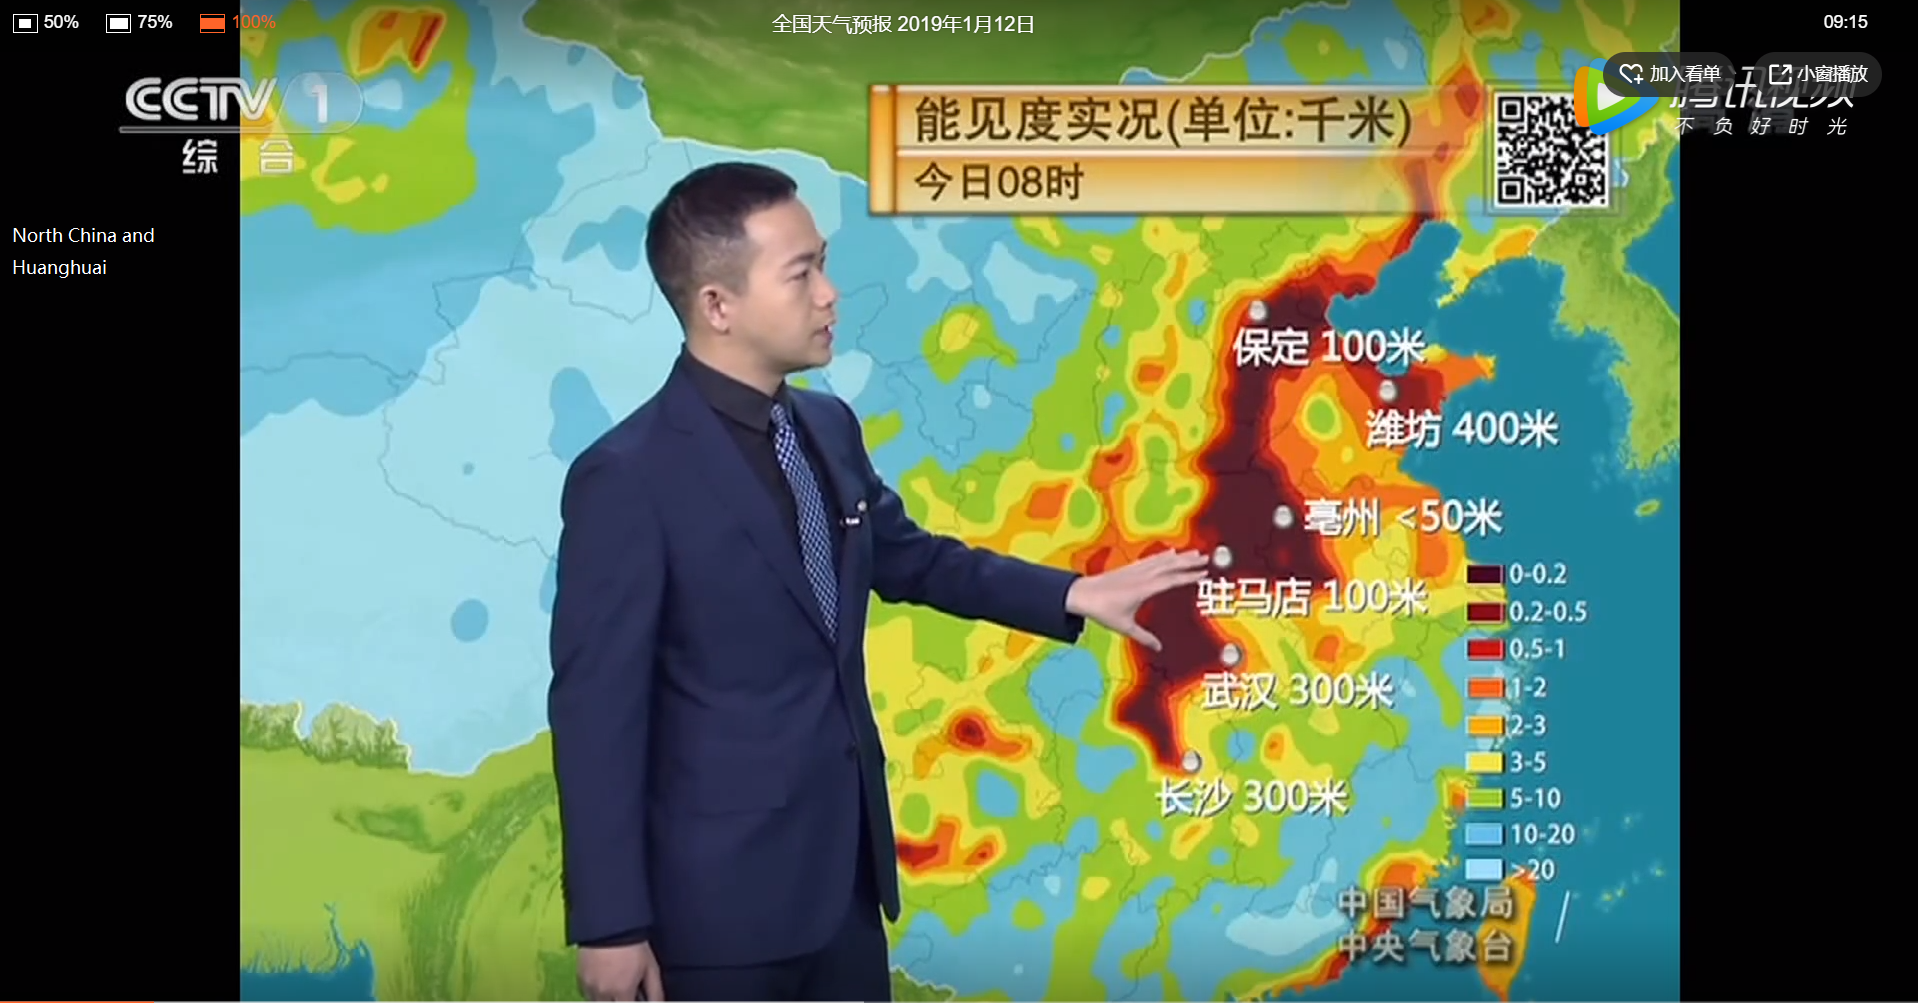 50%
75%
100%
全国天气预报 2019年1月12日
09:15
加入看单
小窗播放
CCTV 1
综合
腾讯视频
不负好时光
能见度实况(单位:千米)
今日08时
North China and
Huanghuai
保定 100米
潍坊 400米
亳州 <50米
驻马店 100米
武汉 300米
长沙 300米
0-0.2
0.2-0.5
0.5-1
1-2
2-3
3-5
5-10
10-20
>20
中国气象局
中央气象台